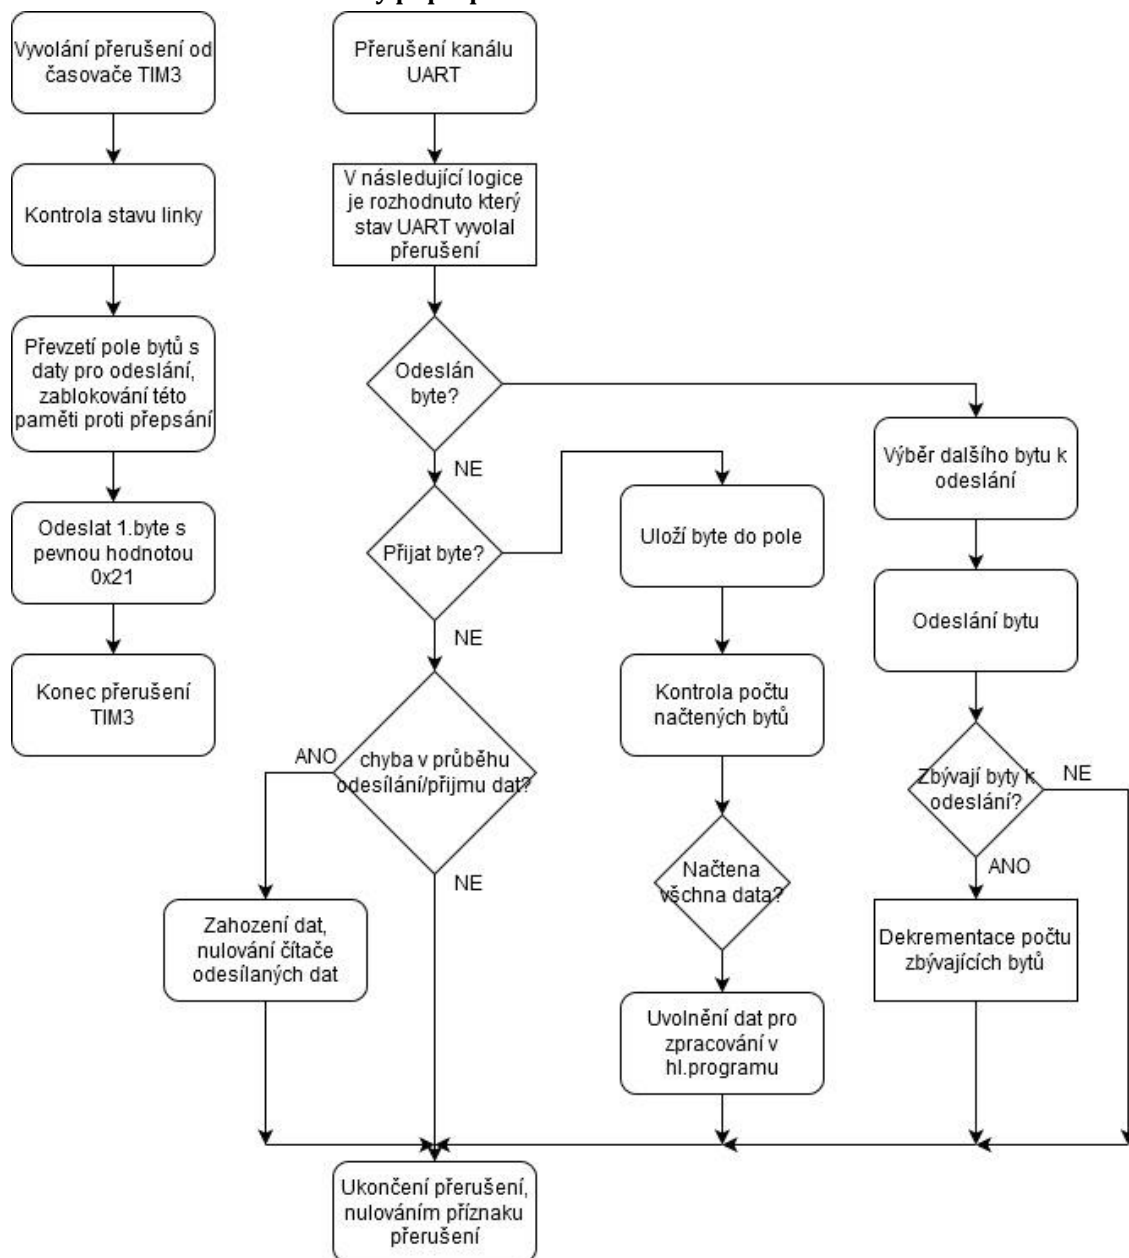 Vyvolání přerušení od
časovače TIM3
Kontrola stavu linky
Převzetí pole bytů s
daty pro odeslání,
zablokování této
paměti proti přepsání
Odeslat 1.byte s
pevnou hodnotou
0x21
Konec přerušení
TIM3
Přerušení kanálu
UART
V následující logice
je rozhodnuto který
stav UART vyvolal
přerušení
Odeslán
byte?
NE
Přijat byte?
NE
chyba v průběhu
odesílání/přijmu dat?
ANO
NE
Zahození dat,
nulování čítače
odesílaných dat
Uloží byte do pole
Kontrola počtu
načtených bytů
Načtena
všchna data?
Uvolnění dat pro
zpracování v
hl.programu
Výběr dalšího bytu k
odeslání
Odeslání bytu
Zbývají byty k
odeslání?
NE
ANO
Dekrementace počtu
zbývajících bytů
Ukončení přerušení,
nulováním příznaku
přerušení